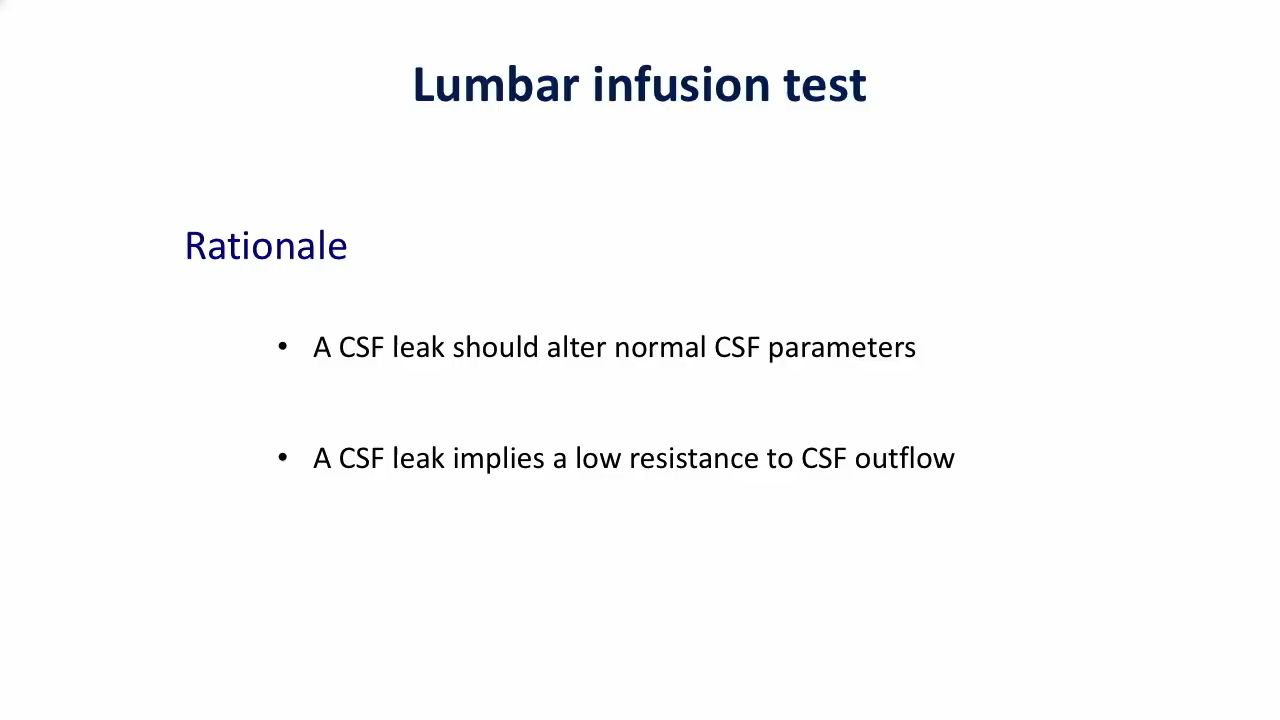 Lumbar infusion test
Rationale
• A CSF leak should alter normal CSF parameters
• A CSF leak implies a low resistance to CSF outflow